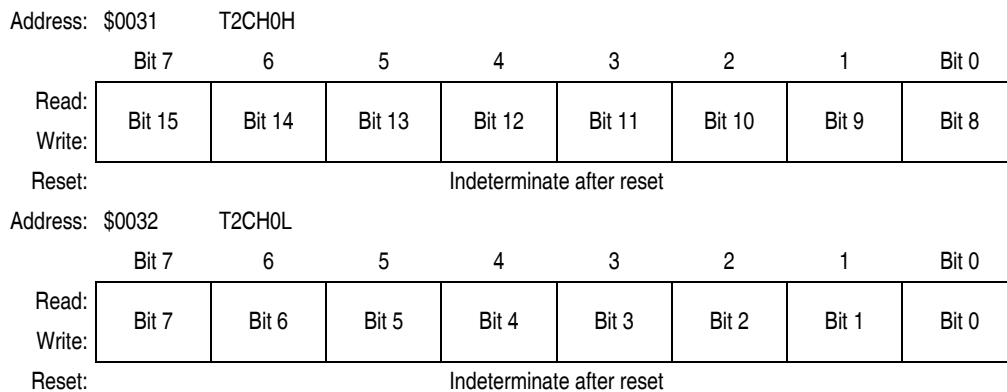 Address: $0031 T2CH0H
Bit 7 6 5 4 3 2 1 Bit 0
Read:
Bit 15 Bit 14 Bit 13 Bit 12 Bit 11 Bit 10 Bit 9 Bit 8
Write:
Reset: Indeterminate after reset
Address: $0032 T2CH0L
Bit 7 6 5 4 3 2 1 Bit 0
Read:
Bit 7 Bit 6 Bit 5 Bit 4 Bit 3 Bit 2 Bit 1 Bit 0
Write:
Reset: Indeterminate after reset